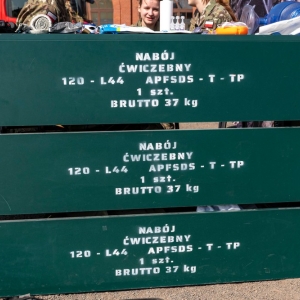 NABÓJ
ĆWICZEBNY
120 - L44 APFSDS - T - TP
1 szt.
BRUTTO 37 kg
NABÓJ
ĆWICZEBNY
120 - L44 APFSDS - T - TP
1 szt.
BRUTTO 37 kg
NABÓJ
ĆWICZEBNY
120 - L44 APFSDS - T - TP
1 szt.
BRUTTO 37 kg